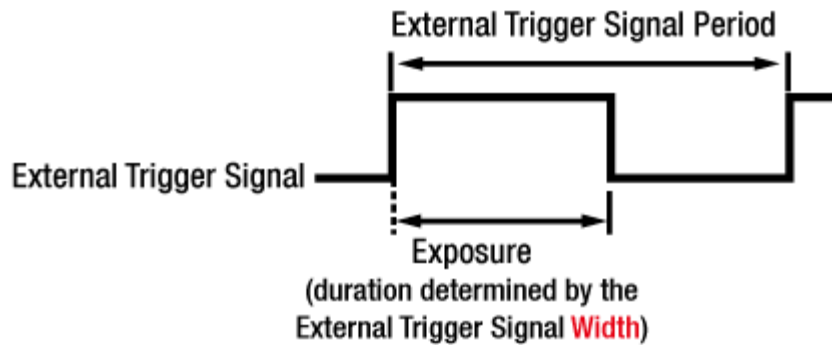 External Trigger Signal Period
External Trigger Signal
Exposure
(duration determined by the
External Trigger Signal Width)